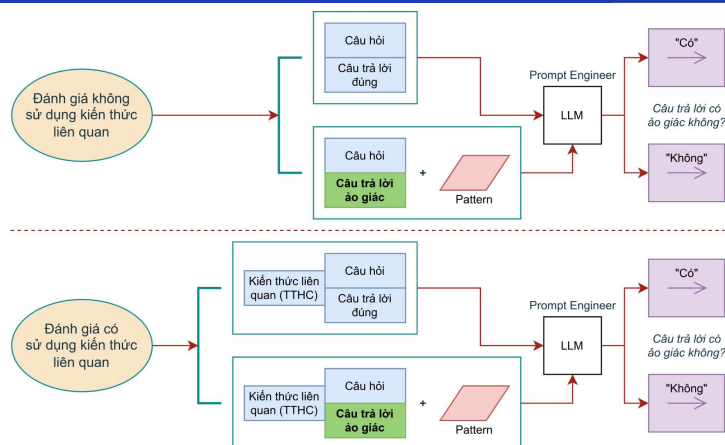 Câu hỏi
Câu trả lời
đúng
Đánh giá không
sử dụng kiến thức
liên quan
Câu hỏi
Câu trả lời
ảo giác
+
Pattern
Prompt Engineer
LLM
"Có"
Câu trả lời có
ảo giác không?
"Không"
Đánh giá có
sử dụng kiến thức
liên quan
Kiến thức liên
quan (TTHC)
Câu hỏi
Câu trả lời
đúng
Kiến thức liên
quan (TTHC)
Câu hỏi
Câu trả lời
ảo giác
+
Pattern
Prompt Engineer
LLM
"Có"
Câu trả lời có
ảo giác không?
"Không"